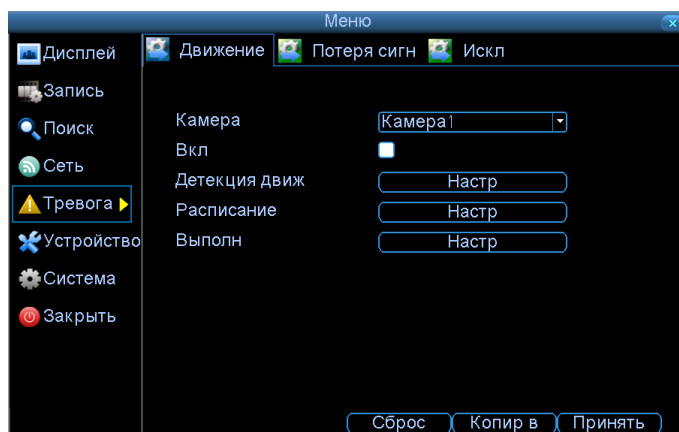 Меню
Дисплей
Запись
Поиск
Сеть
Тревога
Устройство
Система
Закрыть
Движение Потеря сигн Искл
Камера Камера1
Вкл
Детекция движ Настр
Расписание Настр
Выполн Настр
Сброс Копир в Принять